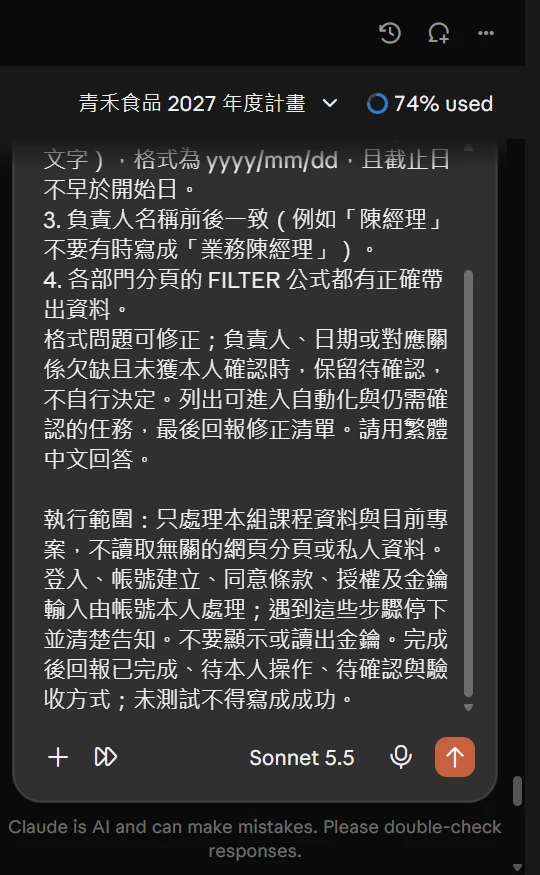 青禾食品 2027 年度計畫
74% used
文字），格式為 yyyy/mm/dd，且截止日
不早於開始日。
3. 負責人名稱前後一致（例如「陳經理」
不要有時寫成「業務陳經理」）。
4. 各部門分頁的 FILTER 公式都有正確帶
出資料。
格式問題可修正；負責人、日期或對應關
係欠缺且未獲本人確認時，保留待確認，
不自行決定。列出可進入自動化與仍需確
認的任務，最後回報修正清單。請用繁體
中文回答。
執行範圍：只處理本組課程資料與目前專
案，不讀取無關的網頁分頁或私人資料。
登入、帳號建立、同意條款、授權及金鑰
輸入由帳號本人處理；遇到這些步驟停下
並清楚告知。不要顯示或讀出金鑰。完成
後回報已完成、待本人操作、待確認與驗
收方式；未測試不得寫成成功。
Sonnet 5.5
Claude is AI and can make mistakes. Please double-check
responses.